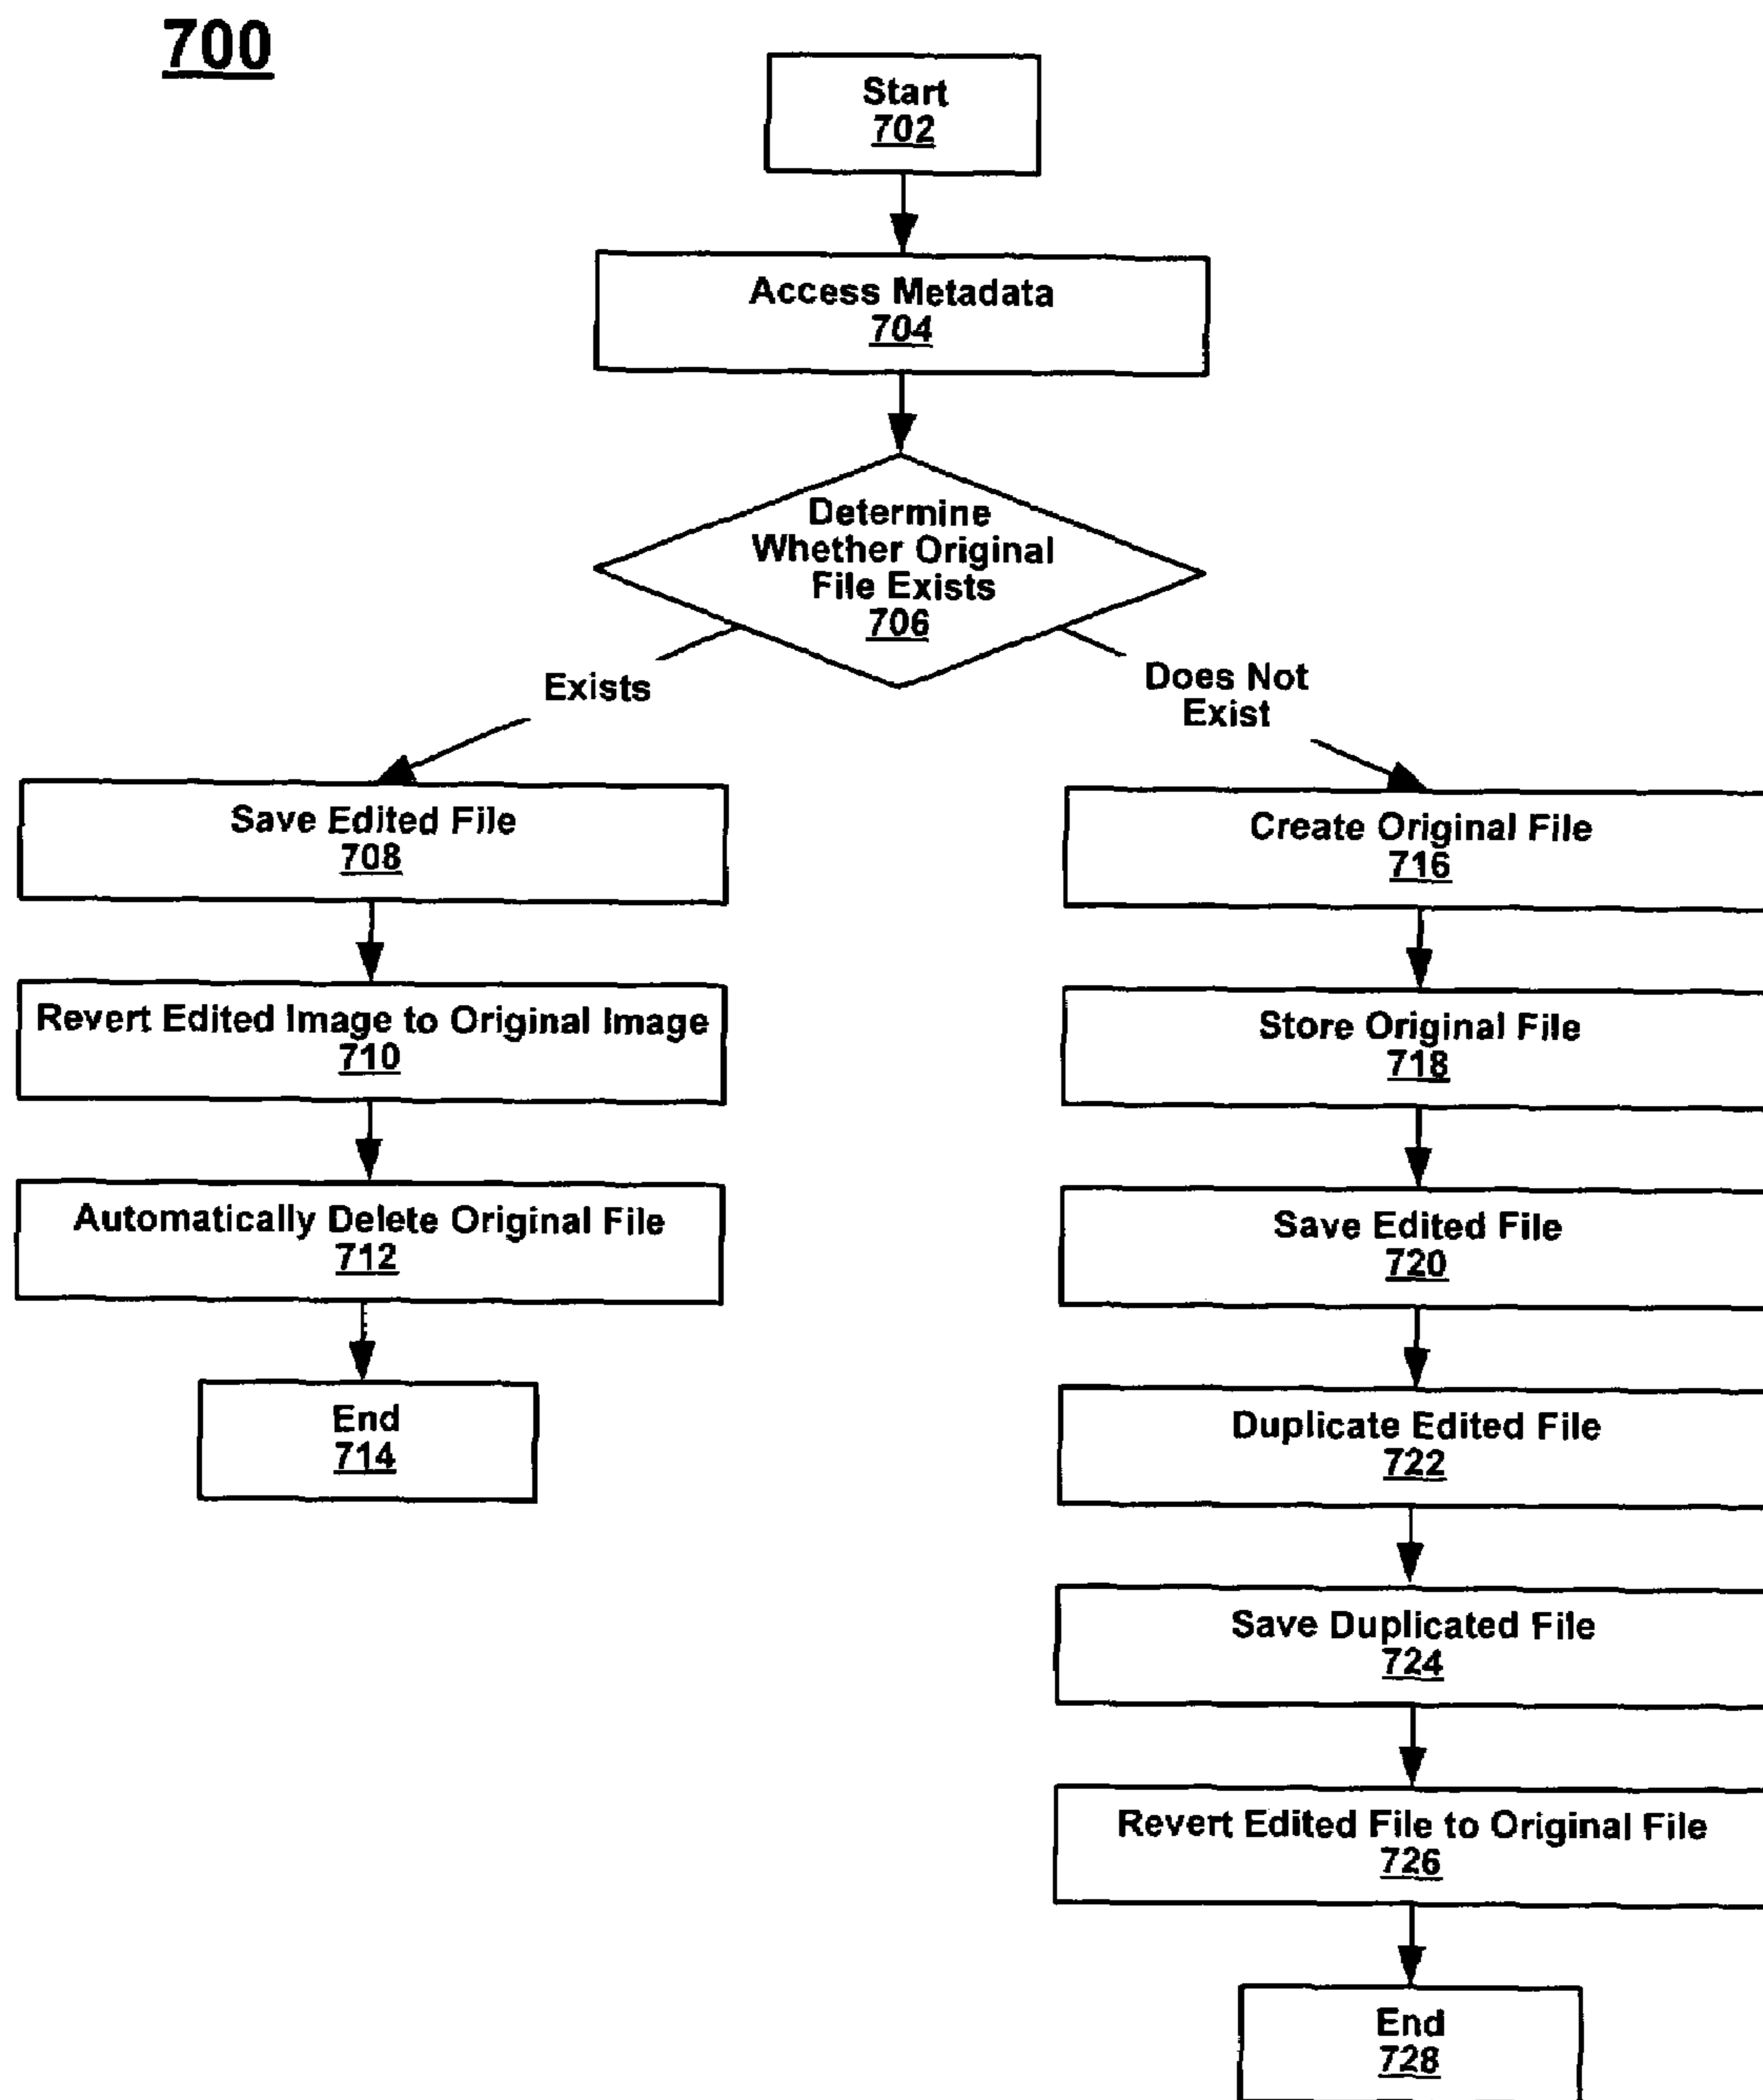 700
Start
702
Access Metadata
704
Determine
Whether Original
File Exists
706
Exists
Does Not
Exist
Save Edited File
708
Revert Edited Image to Original Image
710
Automatically Delete Original File
712
End
714
Create Original File
716
Store Original File
718
Save Edited File
720
Duplicate Edited File
722
Save Duplicated File
724
Revert Edited File to Original File
726
End
728